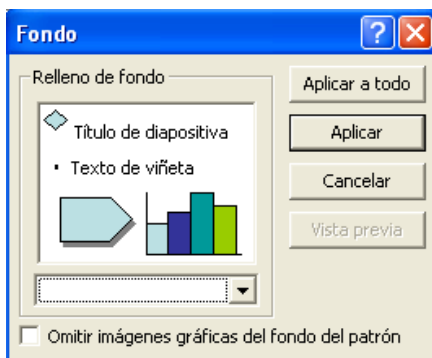 Fondo
Relleno de fondo
Título de diapositiva
Texto de viñeta
Aplicar a todo
Aplicar
Cancelar
Vista previa
Omitir imágenes gráficas del fondo del patrón